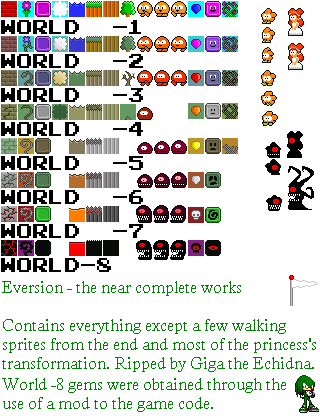 WORLD -1
WORLD -2
WORLD -3
WORLD -4
WORLD -5
WORLD -6
WORLD -7
WORLD-8
Eversion - the near complete works
Contains everything except a few walking
sprites from the end and most of the princess's
transformation. Ripped by Giga the Echidna.
World -8 gems were obtained through the
use of a mod to the game code.